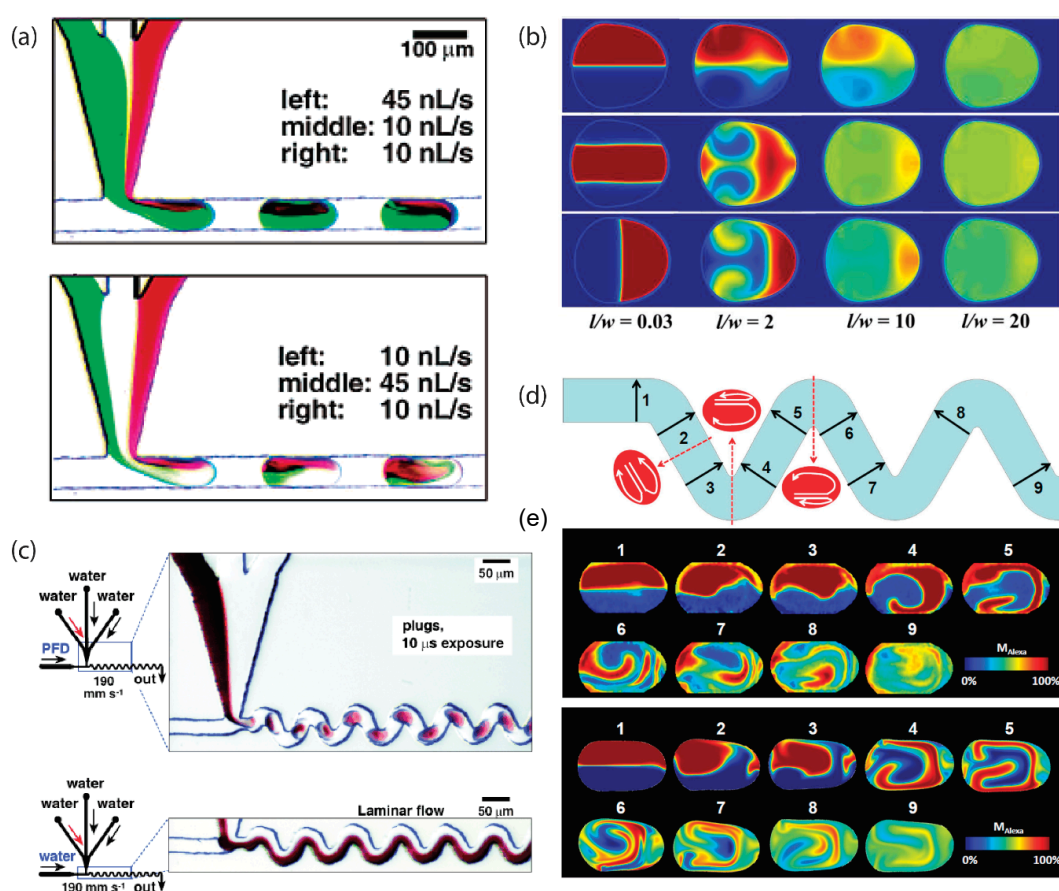 (a)
100 μm
left: 45 nL/s
middle: 10 nL/s
right: 10 nL/s
left: 10 nL/s
middle: 45 nL/s
right: 10 nL/s
(b)
l/w = 0.03
l/w = 2
l/w = 10
l/w = 20
(c)
water
water water
PFD
out
190
mm s⁻¹
50 μm
plugs,
10 μs exposure
water
water water
water
out
190 mm s⁻¹
Laminar flow
50 μm
(d)
1
2
3
4
5
6
7
8
9
(e)
1 2 3 4 5
6 7 8 9
M_Alexa
0% 100%
1 2 3 4 5
6 7 8 9
M_Alexa
0% 100%